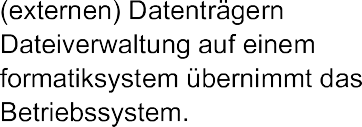 (externen) Datenträgern
Dateiverwaltung auf einem
formatiksystem übernimmt das
Betriebssystem.